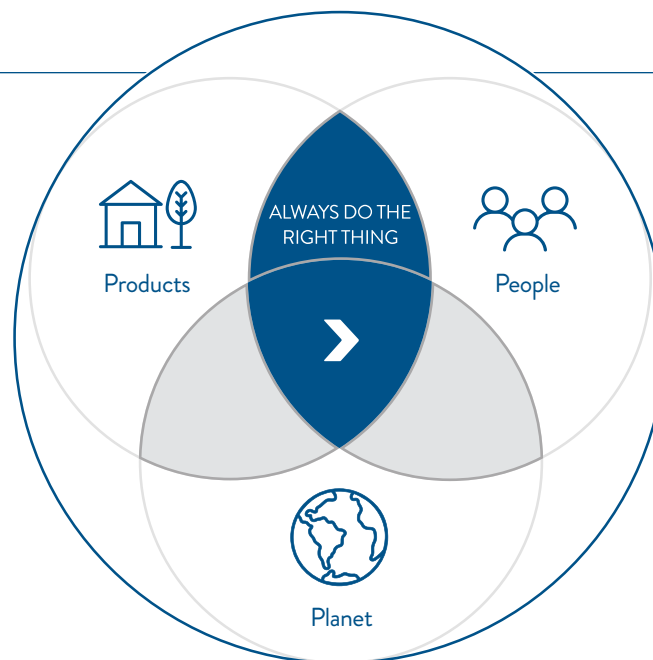 ALWAYS DO THE
RIGHT THING
Products
People
Planet